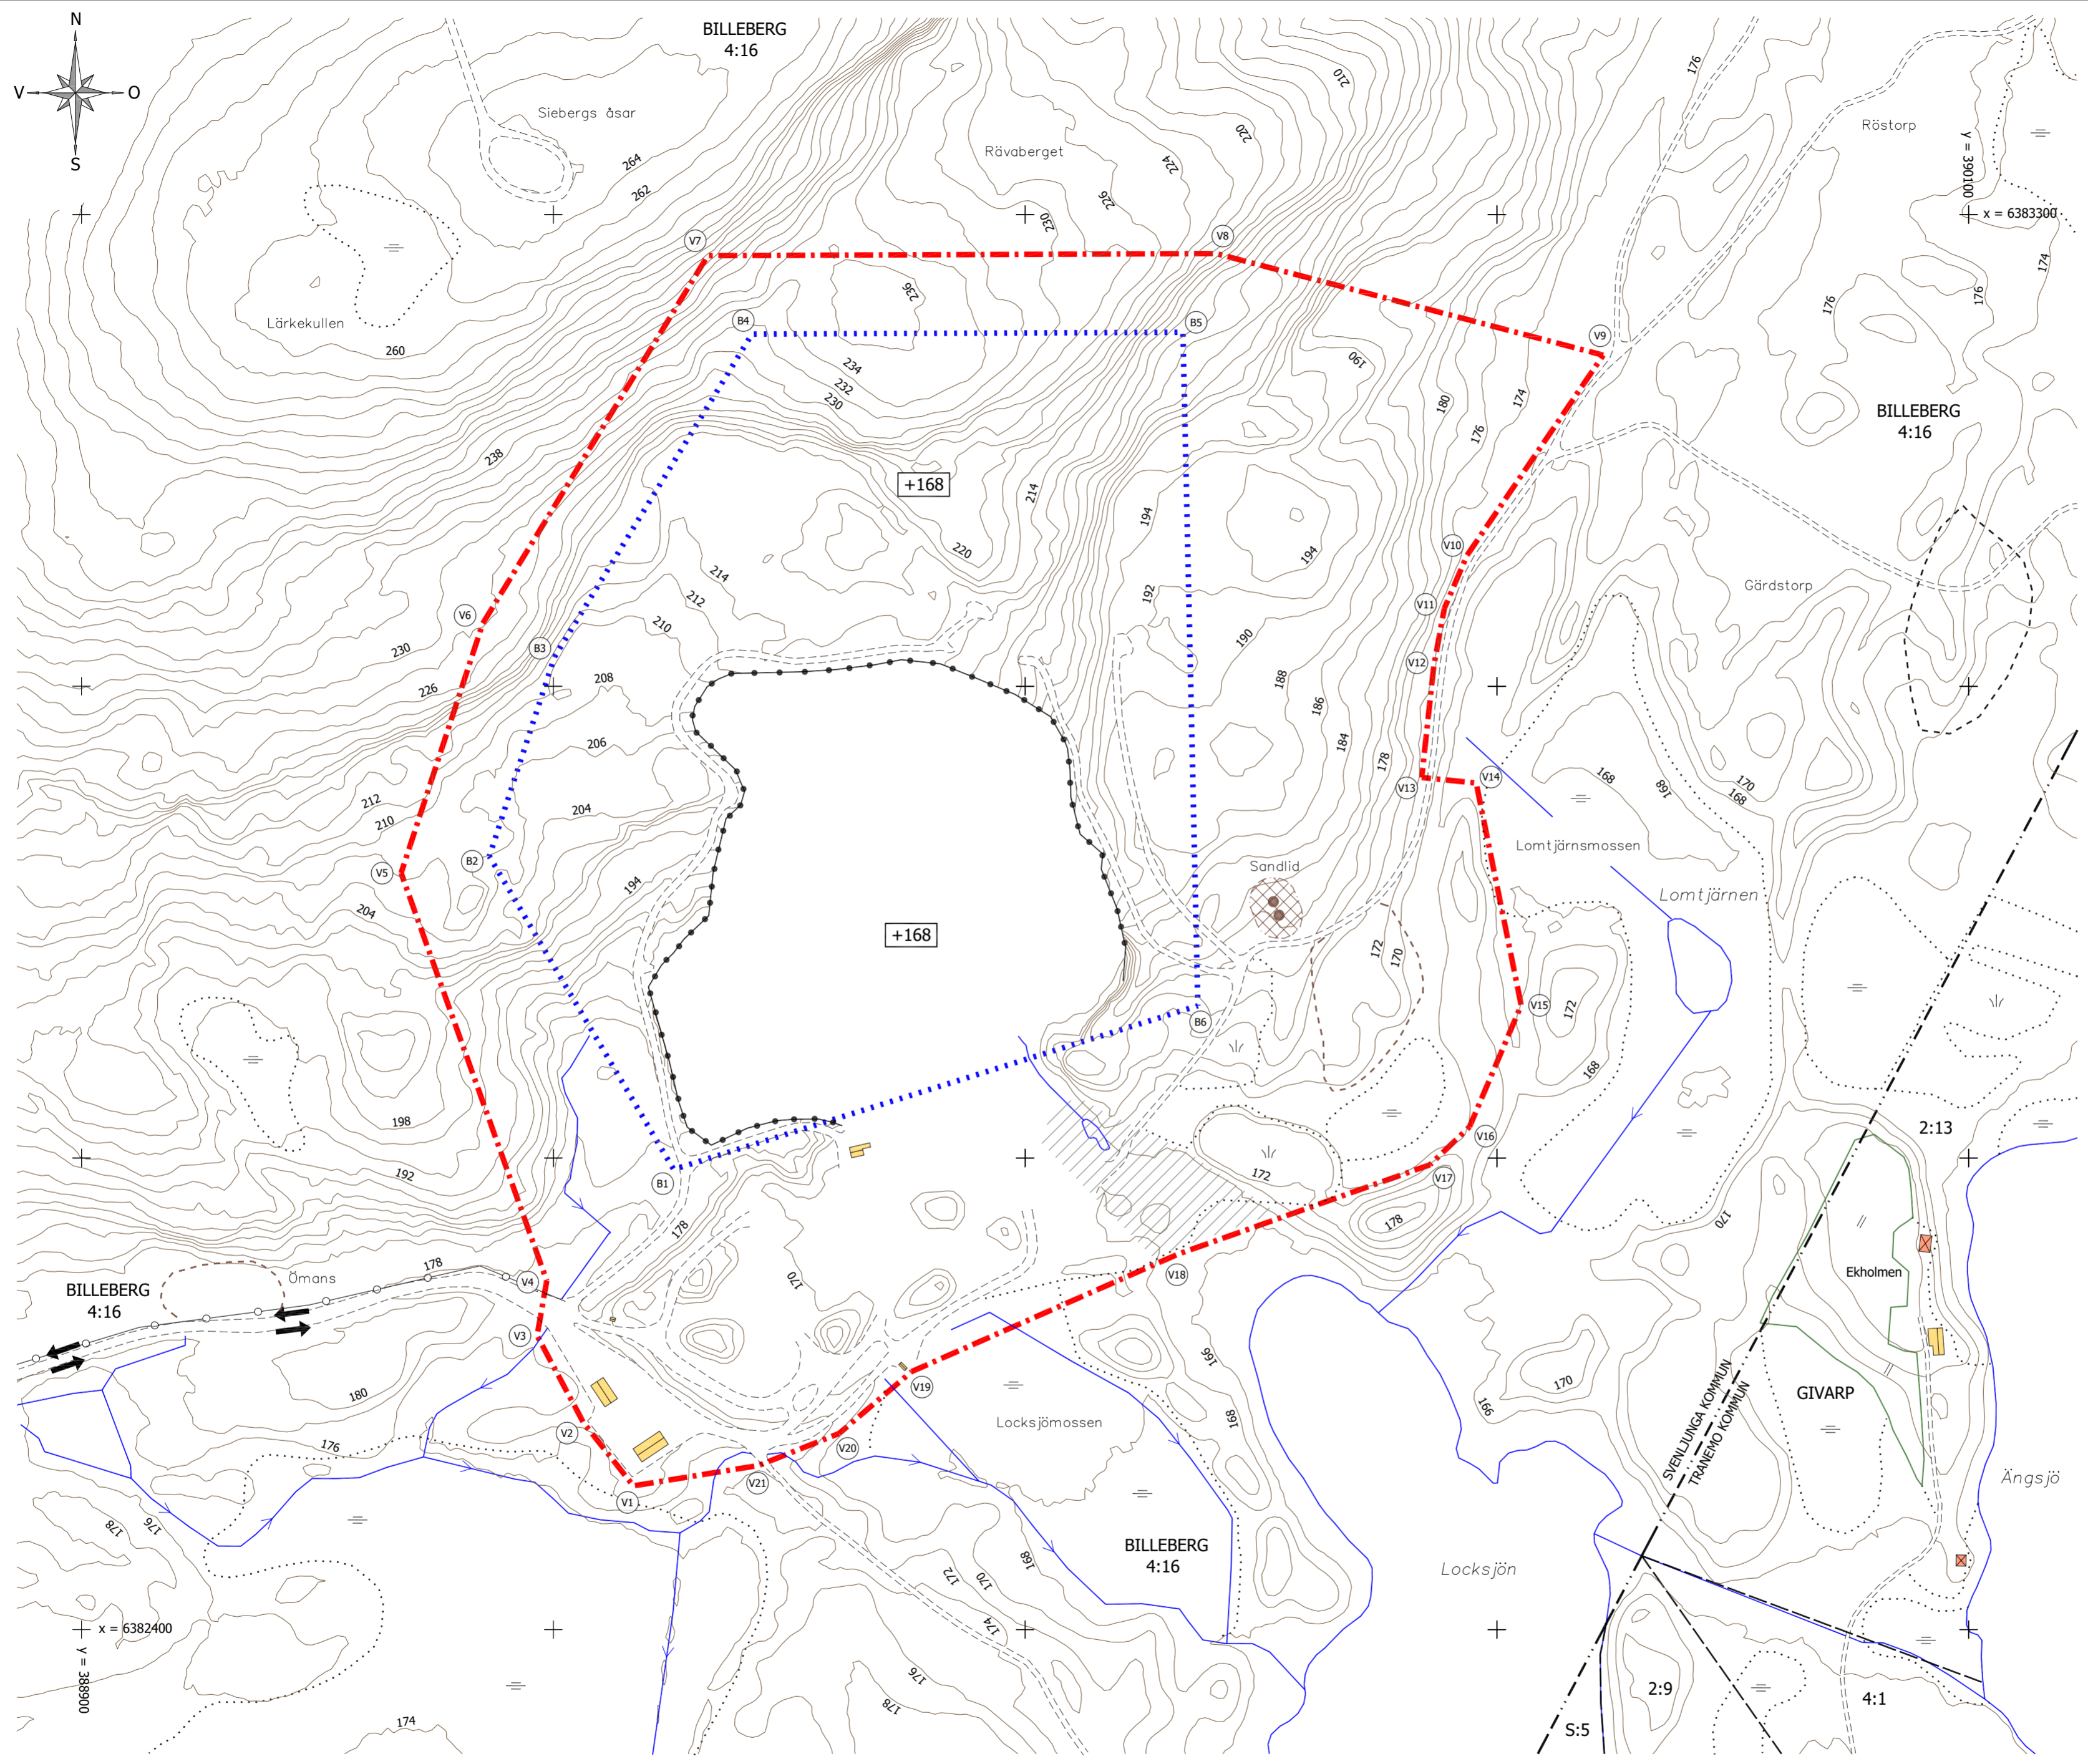 N
BILLEBERG
4:16
V
O
S
Siebergs åsar
Rävaberget
Röstorp
210
176
220
224
226
230
264
262
y = 390100
x = 6383300
174
176
176
V7
V8
V9
Lärkekullen
260
236
B4
B5
234
232
230
190
180
174
176
BILLEBERG
4:16
238
+168
214
194
220
194
V10
214
212
210
192
190
V11
V12
Gärdstorp
V6
B3
230
226
208
206
204
188
186
184
178
V13
V14
168
168
170
168
212
210
V5
B2
204
194
Lomtjärnsmossen
Sandlid
Lomtjärnen
+168
172
170
V15
172
B6
168
198
192
B1
V16
V17
172
178
170
2:13
178
170
V18
178
Ömans
BILLEBERG
4:16
V4
V3
Ekholmen
166
170
180
V19
168
166
GIVARP
SVENLJUNGA KOMMUN
TRANEMO KOMMUN
Locksjömossen
V2
V20
176
V21
V1
Ängsjö
178
176
BILLEBERG
4:16
168
172
170
174
Locksjön
x = 6382400
y = 388900
176
178
174
2:9
4:1
S:5